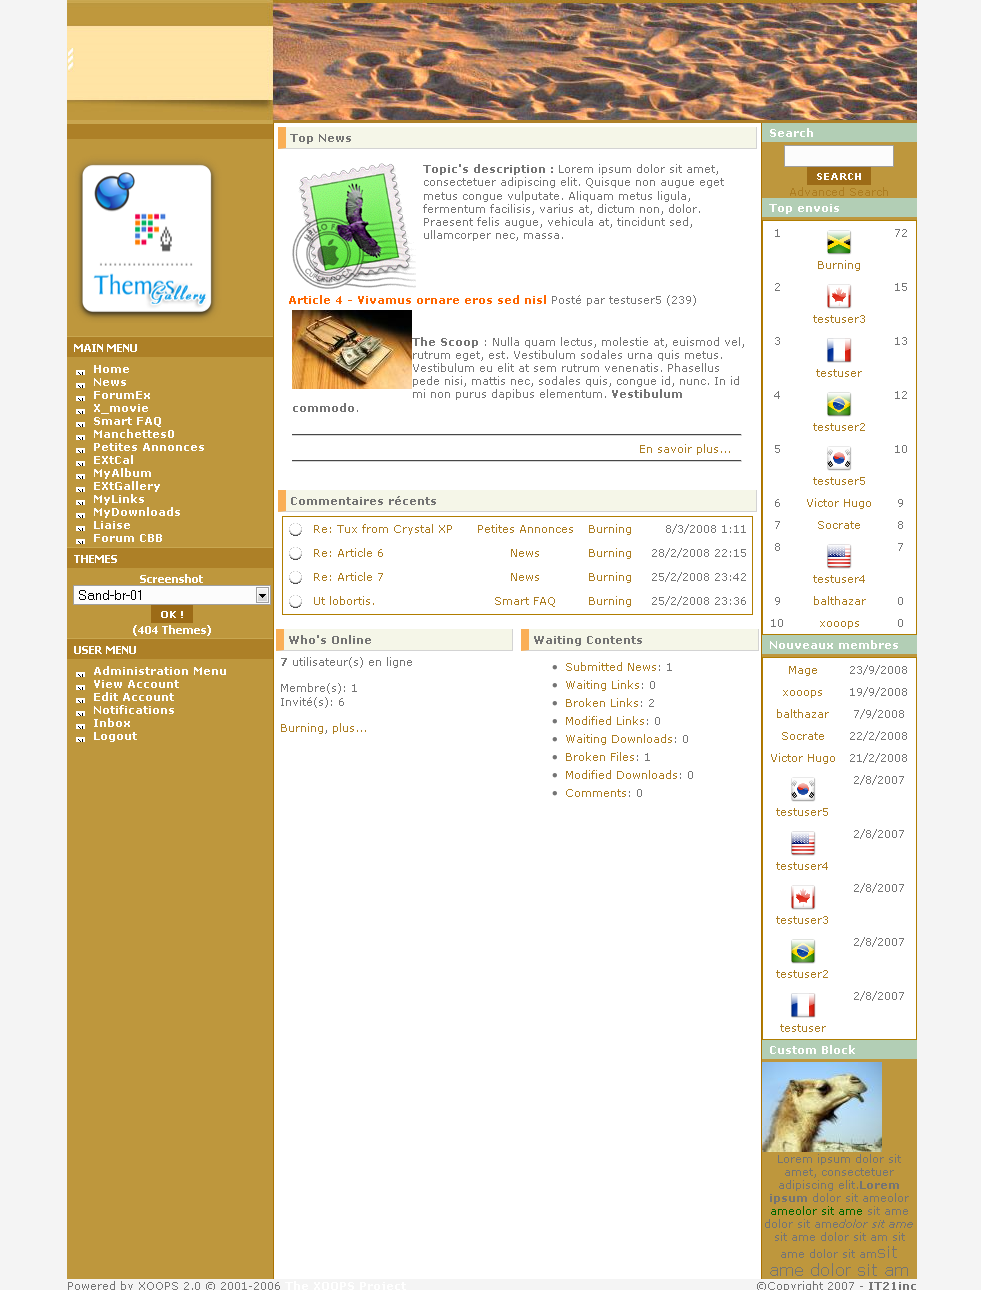 Themes
Gallery
MAIN MENU
Home
News
ForumEx
X_movie
Smart FAQ
Manchettes0
Petites Annonces
EXtCal
MyAlbum
EXtGallery
MyLinks
MyDownloads
Liaise
Forum CBB
THEMES
Screenshot
Sand-br-01
OK !
(404 Themes)
USER MENU
Administration Menu
View Account
Edit Account
Notifications
Inbox
Logout
Top News
Topic's description : Lorem ipsum dolor sit amet,
consectetuer adipiscing elit. Quisque non augue eget
metus congue vulputate. Aliquam metus ligula,
fermentum facilisis, varius at, dictum non, dolor.
Praesent felis augue, vehicula at, tincidunt sed,
ullamcorper nec, massa.
Article 4 - Vivamus ornare eros sed nisl Posté par testuser5 (239)
The Scoop : Nulla quam lectus, molestie at, euismod vel,
rutrum eget, est. Vestibulum sodales urna quis metus.
Vestibulum eu elit at sem rutrum venenatis. Phasellus
pede nisi, mattis nec, sodales quis, congue id, nunc. In id
mi non purus dapibus elementum. Vestibulum
commodo.
En savoir plus...
Commentaires récents
Re: Tux from Crystal XP Petites Annonces Burning 8/3/2008 1:11
Re: Article 6 News Burning 28/2/2008 22:15
Re: Article 7 News Burning 25/2/2008 23:42
Ut lobortis. Smart FAQ Burning 25/2/2008 23:36
Who's Online
7 utilisateur(s) en ligne
Membre(s): 1
Invité(s): 6
Burning, plus...
Waiting Contents
Submitted News: 1
Waiting Links: 0
Broken Links: 2
Modified Links: 0
Waiting Downloads: 0
Broken Files: 1
Modified Downloads: 0
Comments: 0
Search
SEARCH
Advanced Search
Top envois
1 Burning 72
2 testuser3 15
3 testuser 13
4 testuser2 12
5 testuser5 10
6 Victor Hugo 9
7 Socrate 8
8 testuser4 7
9 balthazar 0
10 xooops 0
Nouveaux membres
Mage 23/9/2008
xooops 19/9/2008
balthazar 7/9/2008
Socrate 22/2/2008
Victor Hugo 21/2/2008
testuser5 2/8/2007
testuser4 2/8/2007
testuser3 2/8/2007
testuser2 2/8/2007
testuser 2/8/2007
Custom Block
Lorem ipsum dolor sit
amet, consectetuer
adipiscing elit.Lorem
ipsum dolor sit ameolor
ameolor sit ame sit ame
dolor sit amedolor sit ame
sit ame dolor sit am sit
ame dolor sit amsit
ame dolor sit am
Powered by XOOPS 2.0 © 2001-2006 The XOOPS Project
©Copyright 2007 - IT21inc